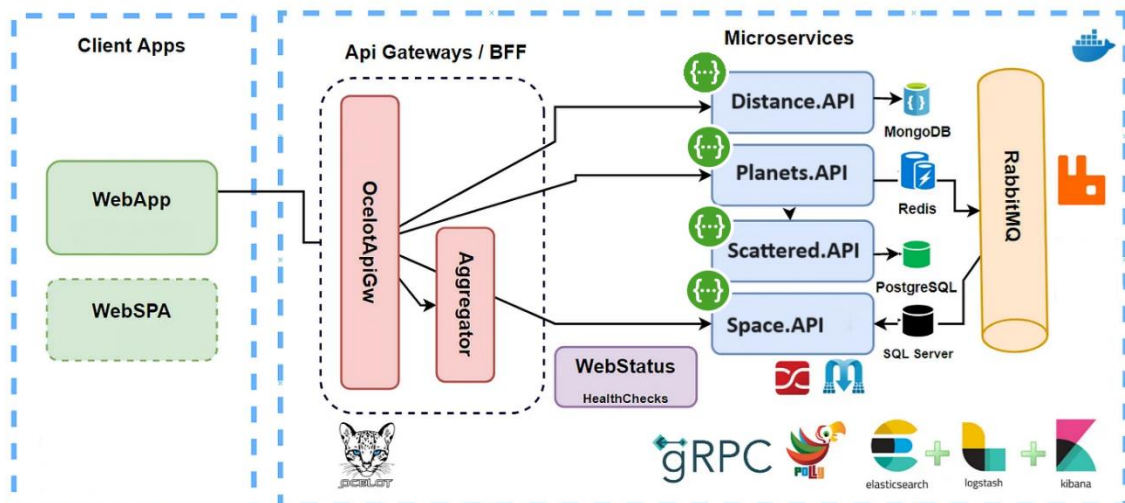 Client Apps
WebApp
WebSPA
Api Gateways / BFF
OcelotApiGw
Aggregator
OCELOT
WebStatus
HealthChecks
Microservices
{···}
Distance.API
MongoDB
{···}
Planets.API
Redis
{···}
Scattered.API
PostgreSQL
{···}
Space.API
SQL Server
RabbitMQ
gRPC
POLLY
elasticsearch
+
logstash
+
kibana